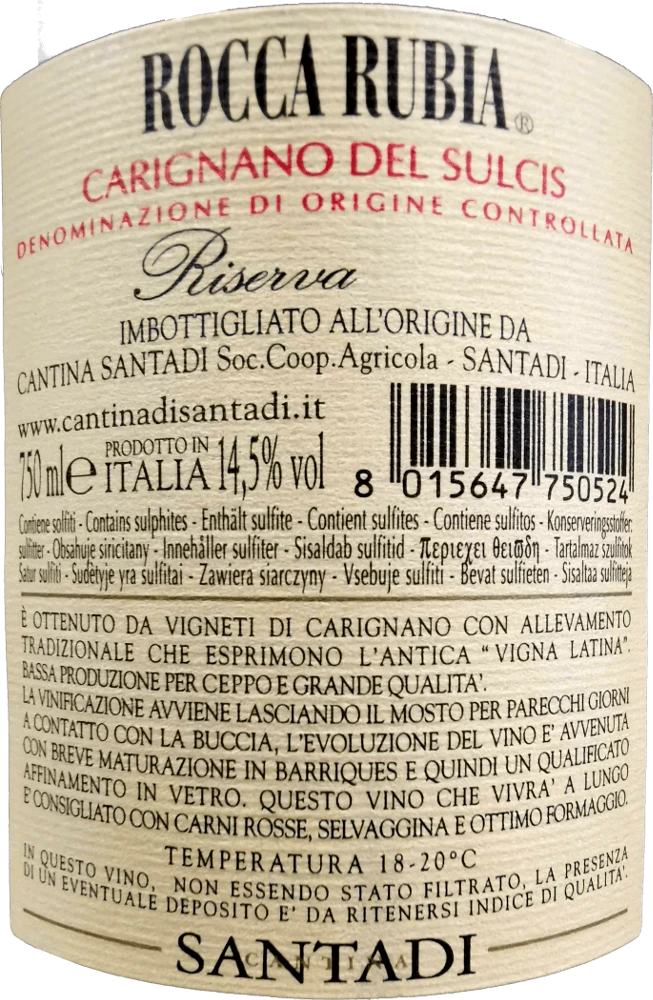 ROCCA RUBIA®
CARIGNANO DEL SULCIS
DENOMINAZIONE DI ORIGINE CONTROLLATA
Riserva
IMBOTTIGLIATO ALL'ORIGINE DA
CANTINA SANTADI Soc.Coop.Agricola - SANTADI - ITALIA
www.cantinadisantadi.it
750 ml e PRODOTTO IN ITALIA 14,5% vol
8 015647 750524
Contiene solfiti - Contains sulphites - Enthält sulfite - Contient sulfites - Contiene sulfitos - Konserveringsstoffer:
sulfitter - Obsahuje siricitany - Innehåller sulfiter - Sisaldab sulfitid - Περιεχει θειωδη - Tartalmaz szulfitok
Satur sulfiti - Sudėtyje yra sulfitai - Zawiera siarczyny - Vsebuje sulfiti - Bevat sulfieten - Sisaltaa sulfitteja
È OTTENUTO DA VIGNETI DI CARIGNANO CON ALLEVAMENTO
TRADIZIONALE CHE ESPRIMONO L'ANTICA "VIGNA LATINA".
BASSA PRODUZIONE PER CEPPO E GRANDE QUALITA'.
LA VINIFICAZIONE AVVIENE LASCIANDO IL MOSTO PER PARECCHI GIORNI
A CONTATTO CON LA BUCCIA, L'EVOLUZIONE DEL VINO E' AVVENUTA
CON BREVE MATURAZIONE IN BARRIQUES E QUINDI UN QUALIFICATO
AFFINAMENTO IN VETRO. QUESTO VINO CHE VIVRA' A LUNGO
E' CONSIGLIATO CON CARNI ROSSE, SELVAGGINA E OTTIMO FORMAGGIO.
TEMPERATURA 18-20°C
IN QUESTO VINO, NON ESSENDO STATO FILTRATO, LA PRESENZA
DI UN EVENTUALE DEPOSITO E' DA RITENERSI INDICE DI QUALITA'.
SANTADI
CANTINA